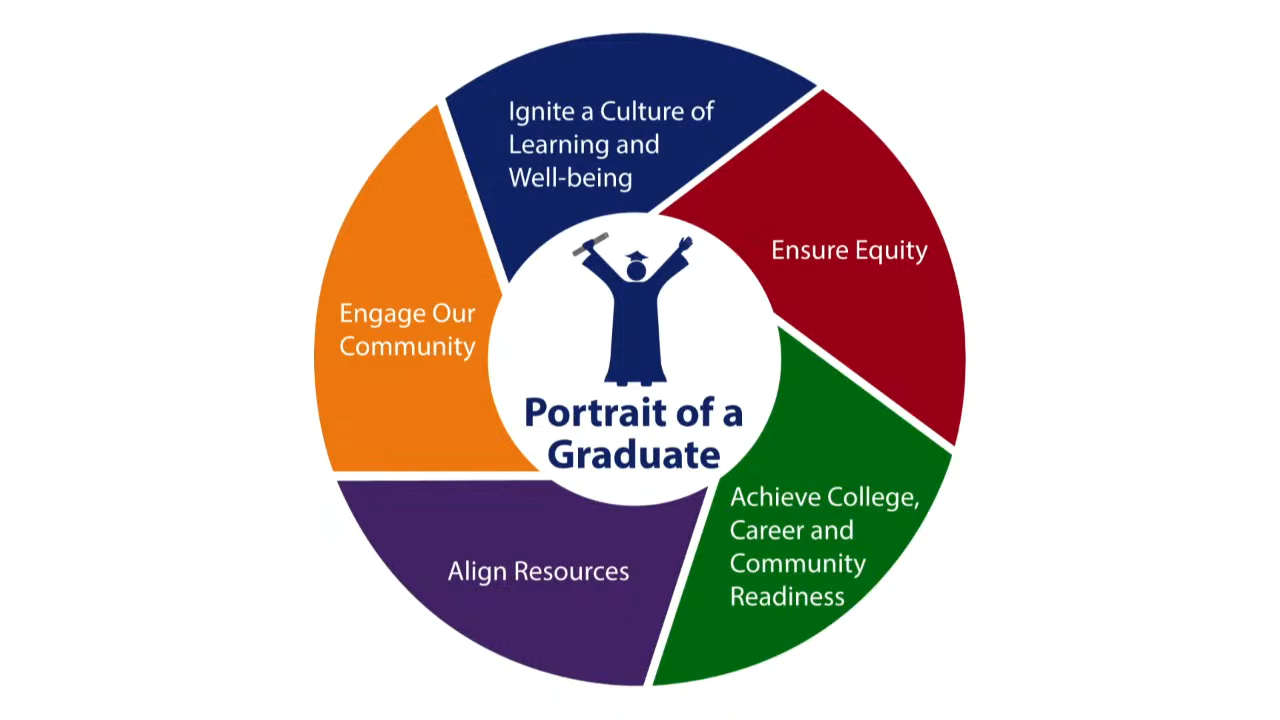 Ignite a Culture of
Learning and
Well-being
Ensure Equity
Achieve College,
Career and
Community
Readiness
Align Resources
Engage Our
Community
Portrait of a
Graduate